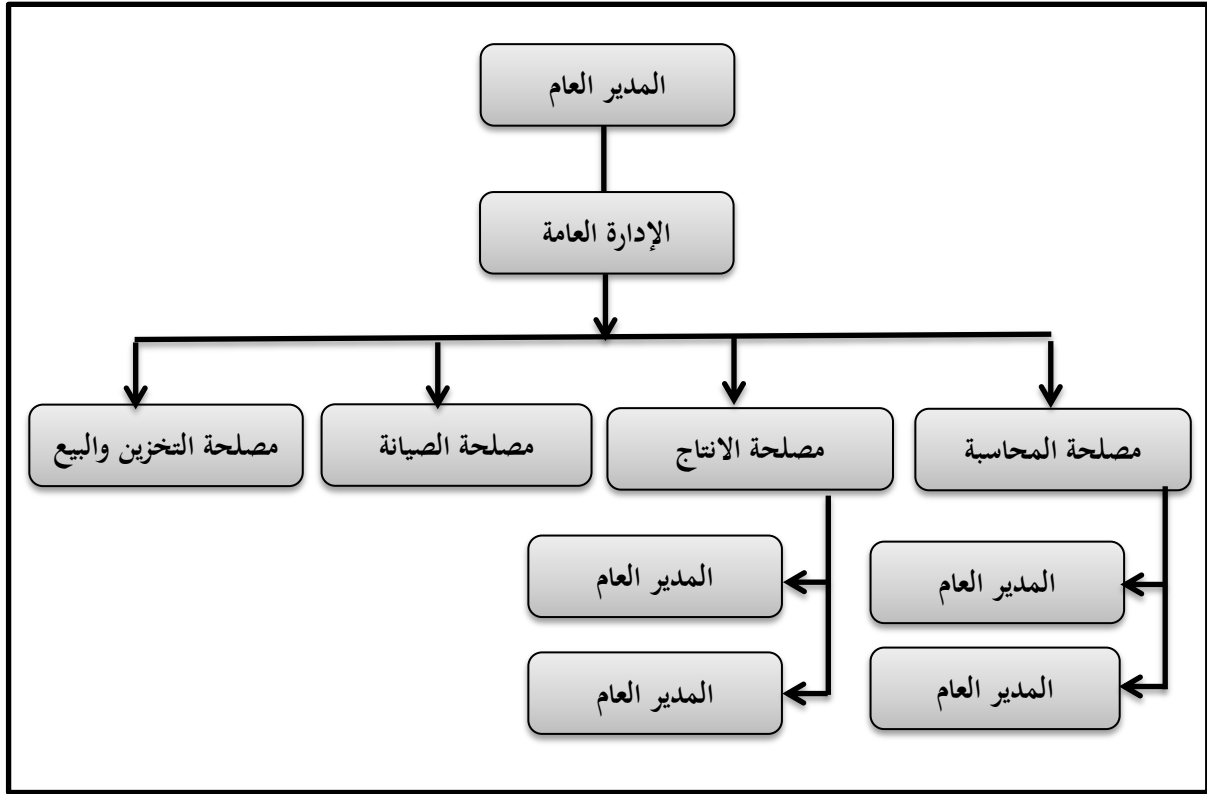 المدير العام
الإدارة العامة
مصلحة المحاسبة
مصلحة الانتاج
مصلحة الصيانة
مصلحة التخزين والبيع
المدير العام
المدير العام
المدير العام
المدير العام